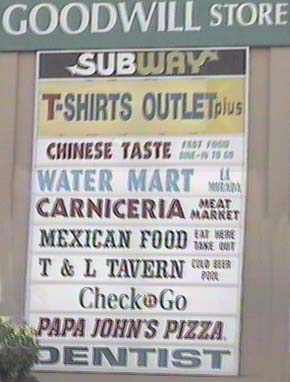 GOODWILL STORE
SUBWAY
T-SHIRTS OUTLET plus
CHINESE TASTE FAST FOOD
DINE-IN TO GO
WATER MART LA
MIRADA
CARNICERIA MEAT
MARKET
MEXICAN FOOD EAT HERE
TAKE OUT
T & L TAVERN COLD BEER
POOL
Check Go
PAPA JOHN'S PIZZA
DENTIST